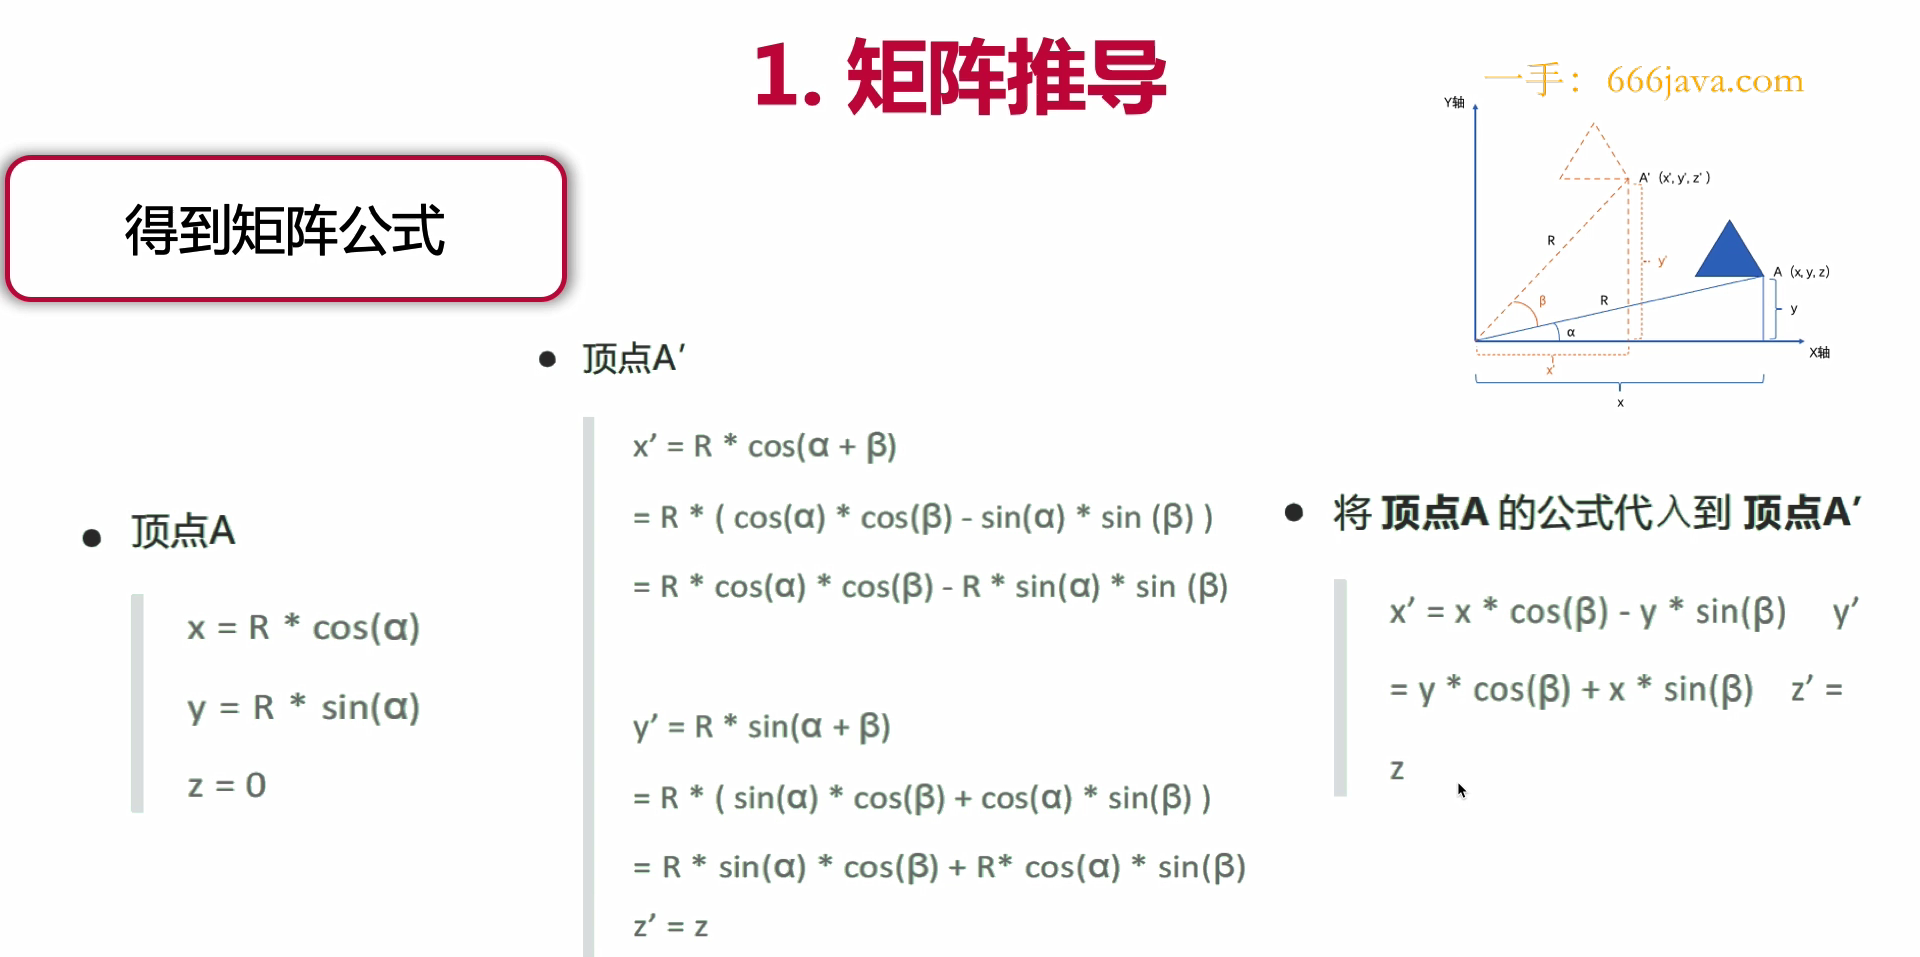 1. 矩阵推导
一手：666java.com
得到矩阵公式
Y轴
A' (x', y', z' )
R
y'
A (x, y, z)
β
R
y
α
X轴
x'
x
顶点A
x = R * cos(α)
y = R * sin(α)
z = 0
顶点A’
x’ = R * cos(α + β)
= R * ( cos(α) * cos(β) - sin(α) * sin (β) )
= R * cos(α) * cos(β) - R * sin(α) * sin (β)
y’ = R * sin(α + β)
= R * ( sin(α) * cos(β) + cos(α) * sin(β) )
= R * sin(α) * cos(β) + R* cos(α) * sin(β)
z’ = z
将 顶点A 的公式代入到 顶点A’
x’ = x * cos(β) - y * sin(β) y’
= y * cos(β) + x * sin(β) z’ =
z